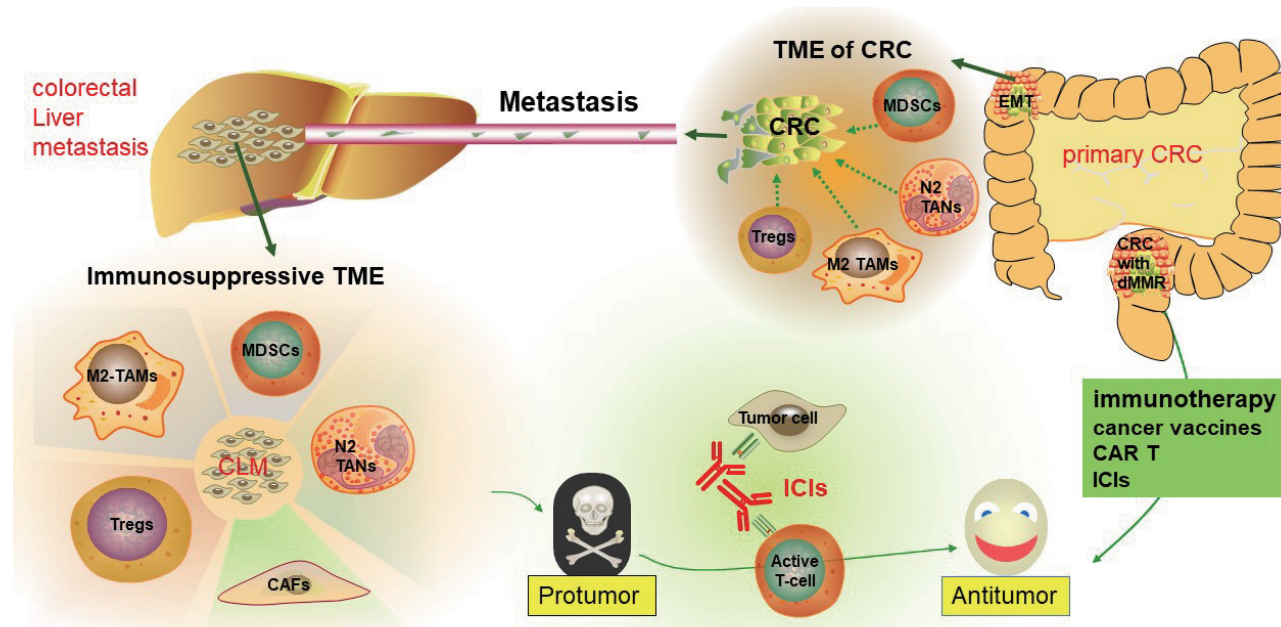 colorectal
Liver
metastasis
Metastasis
TME of CRC
MDSCs
CRC
N2
TANs
Tregs
M2 TAMs
EMT
primary CRC
CRC
with
dMMR
Immunosuppressive TME
M2-TAMs
MDSCs
N2
TANs
CLM
Tregs
CAFs
Tumor cell
ICIs
Active
T-cell
Protumor
Antitumor
immunotherapy
cancer vaccines
CAR T
ICIs